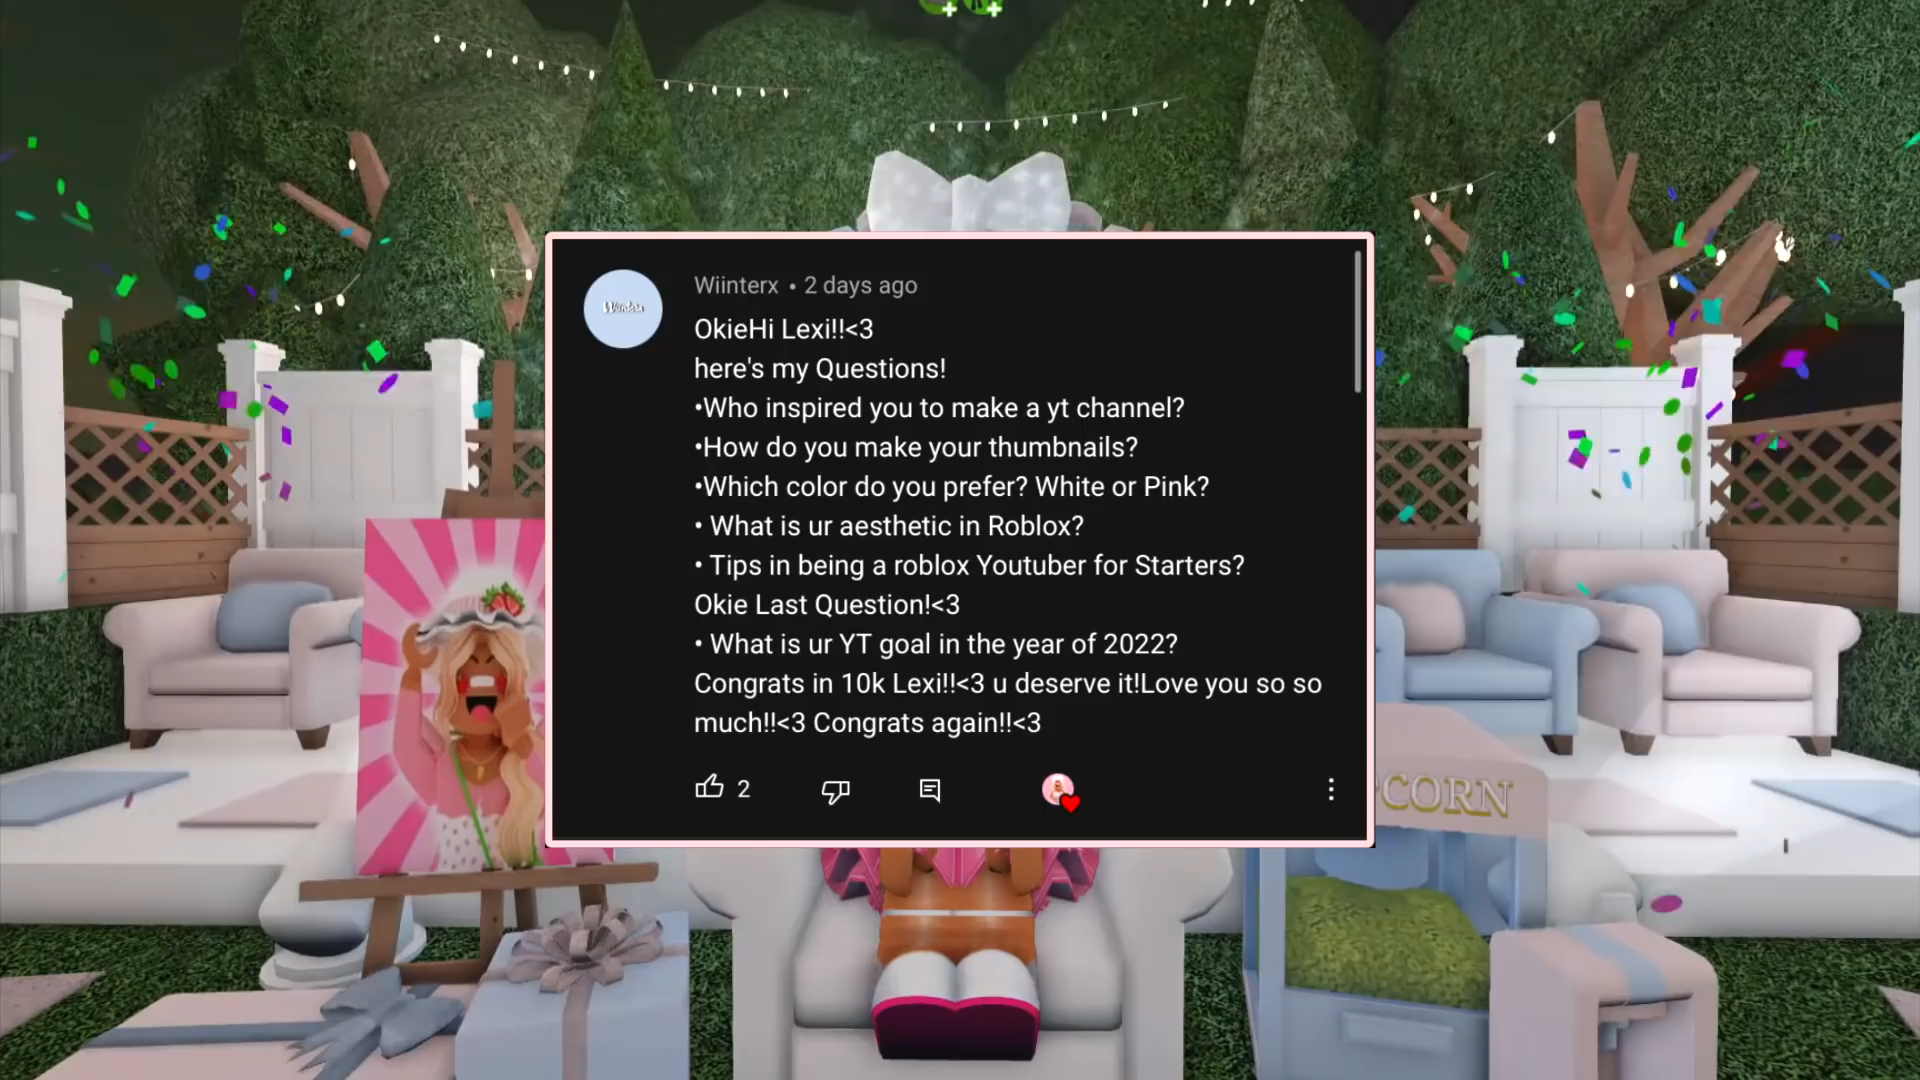 Wiinterx • 2 days ago
Wiinterx
OkieHi Lexi!!<3
here's my Questions!
•Who inspired you to make a yt channel?
•How do you make your thumbnails?
•Which color do you prefer? White or Pink?
• What is ur aesthetic in Roblox?
• Tips in being a roblox Youtuber for Starters?
Okie Last Question!<3
• What is ur YT goal in the year of 2022?
Congrats in 10k Lexi!!<3 u deserve it!Love you so so
much!!<3 Congrats again!!<3
2
CORN